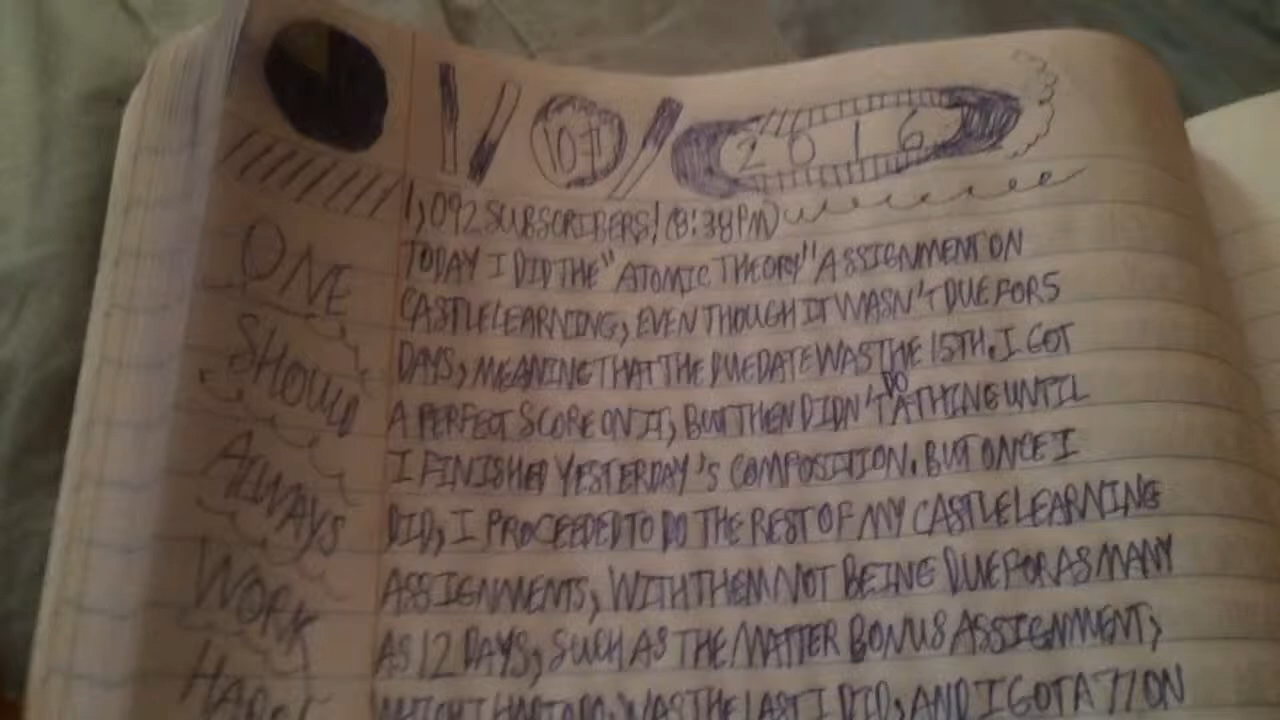 1/10/2016
1,092 SUBSCRIBERS! (8:38PM)
TODAY I DID THE "ATOMIC THEORY" ASSIGNMENT ON
CASTLELEARNING, EVEN THOUGH IT WASN'T DUE FOR 5
DAYS, MEANING THAT THE DUE DATE WAS THE 15TH. I GOT
A PERFECT SCORE ON IT, BUT THEN DIDN'T DO A THING UNTIL
I FINISHED YESTERDAY'S COMPOSITION. BUT ONCE I
DID, I PROCEEDED TO DO THE REST OF MY CASTLELEARNING
ASSIGNMENTS, WITH THEM NOT BEING DUE FOR AS MANY
AS 12 DAYS, SUCH AS THE MATTER BONUS ASSIGNMENT,
WAS THE LAST I DID, AND I GOT A 77 ON
ONE
SHOULD
ALWAYS
WORK
HARD